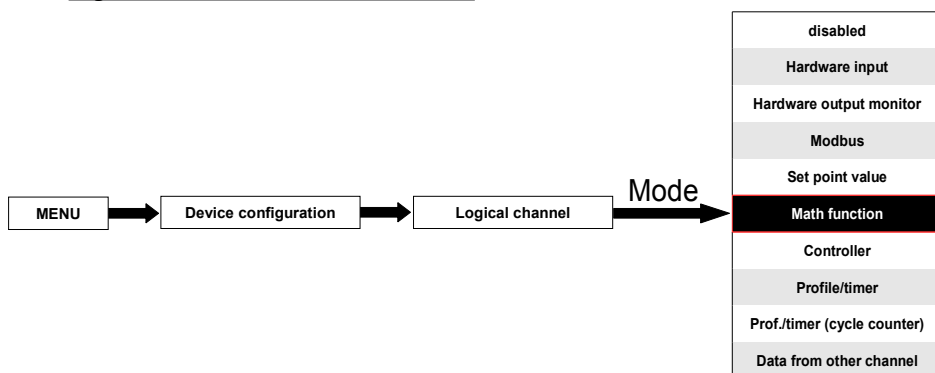 MENU
Device configuration
Logical channel
Mode
disabled
Hardware input
Hardware output monitor
Modbus
Set point value
Math function
Controller
Profile/timer
Prof./timer (cycle counter)
Data from other channel